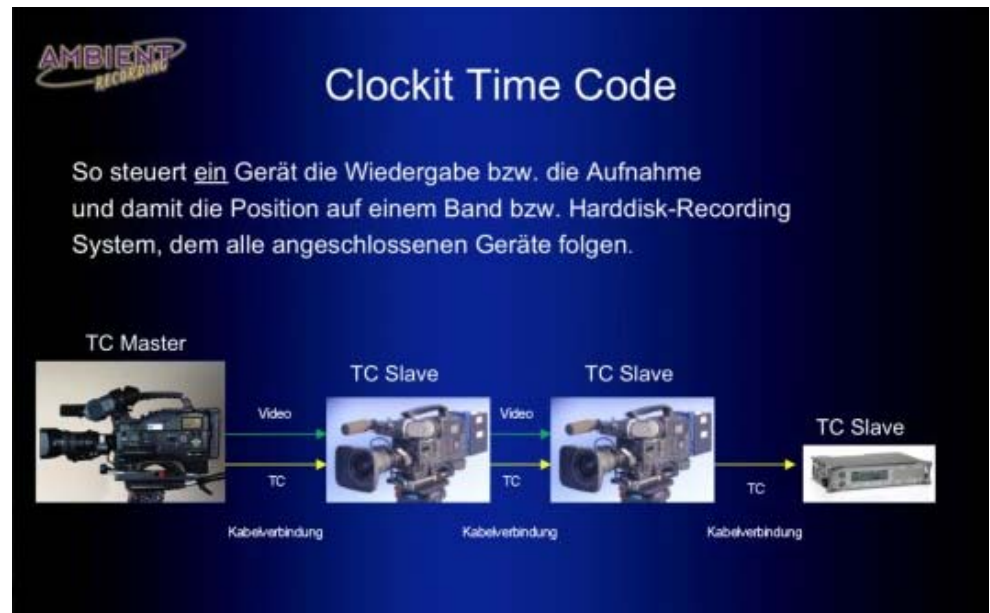 AMBIENT
RECORDING
Clockit Time Code
So steuert ein Gerät die Wiedergabe bzw. die Aufnahme
und damit die Position auf einem Band bzw. Harddisk-Recording
System, dem alle angeschlossenen Geräte folgen.
TC Master
TC Slave
TC Slave
TC Slave
Video
Video
TC
TC
TC
Kabelverbindung
Kabelverbindung
Kabelverbindung